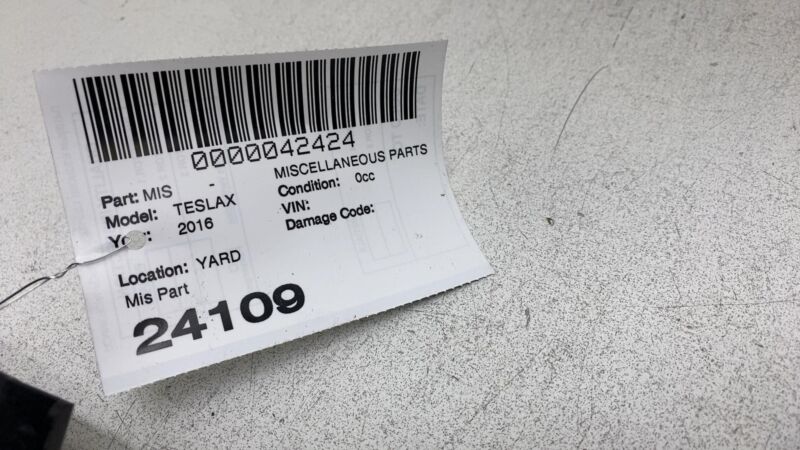 0000042424
Part: MIS - MISCELLANEOUS PARTS
Model: TESLAX Condition: 0cc
2016 VIN:
Damage Code:
Location: YARD
Mis Part
24109